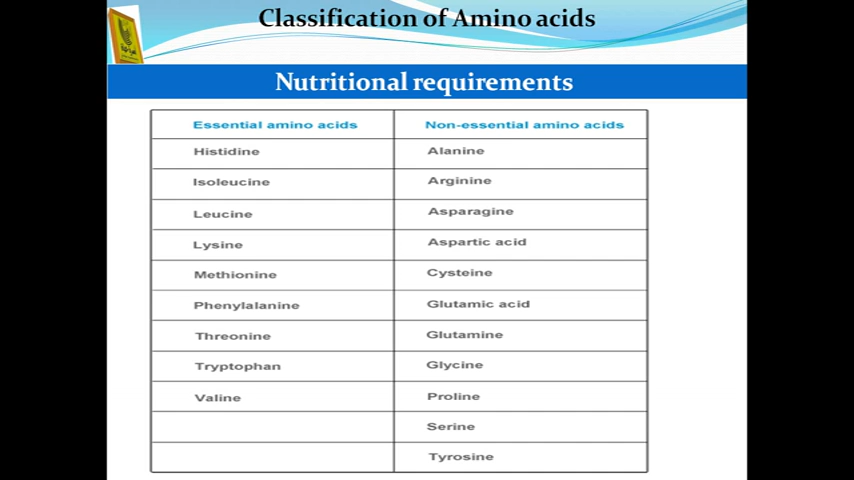 Classification of Amino acids
Nutritional requirements
Essential amino acids Non-essential amino acids
Histidine Alanine
Isoleucine Arginine
Leucine Asparagine
Lysine Aspartic acid
Methionine Cysteine
Phenylalanine Glutamic acid
Threonine Glutamine
Tryptophan Glycine
Valine Proline
Serine
Tyrosine